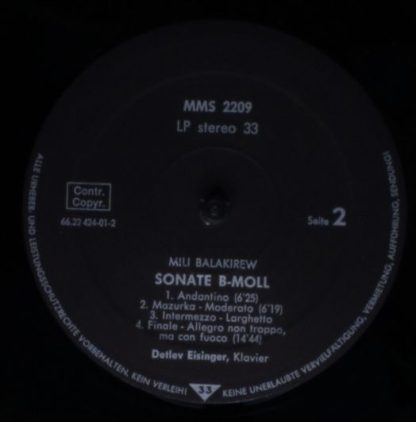 MMS 2209
LP stereo 33
Contr.
Copyr.
66.22 424-01-2
Seite 2
MILI BALAKIREW
SONATE B-MOLL
1. Andantino (6'25)
2. Mazurka - Moderato (6'19)
3. Intermezzo - Larghetto
4. Finale - Allegro non troppo,
ma con fuoco (14'44)
Detlev Eisinger, Klavier
ALLE URHEBER- UND LEISTUNGSSCHUTZRECHTE VORBEHALTEN. KEIN VERLEIH!
33
KEINE UNERLAUBTE VERVIELFÄLTIGUNG, VERMIETUNG, AUFFÜHRUNG, SENDUNG!